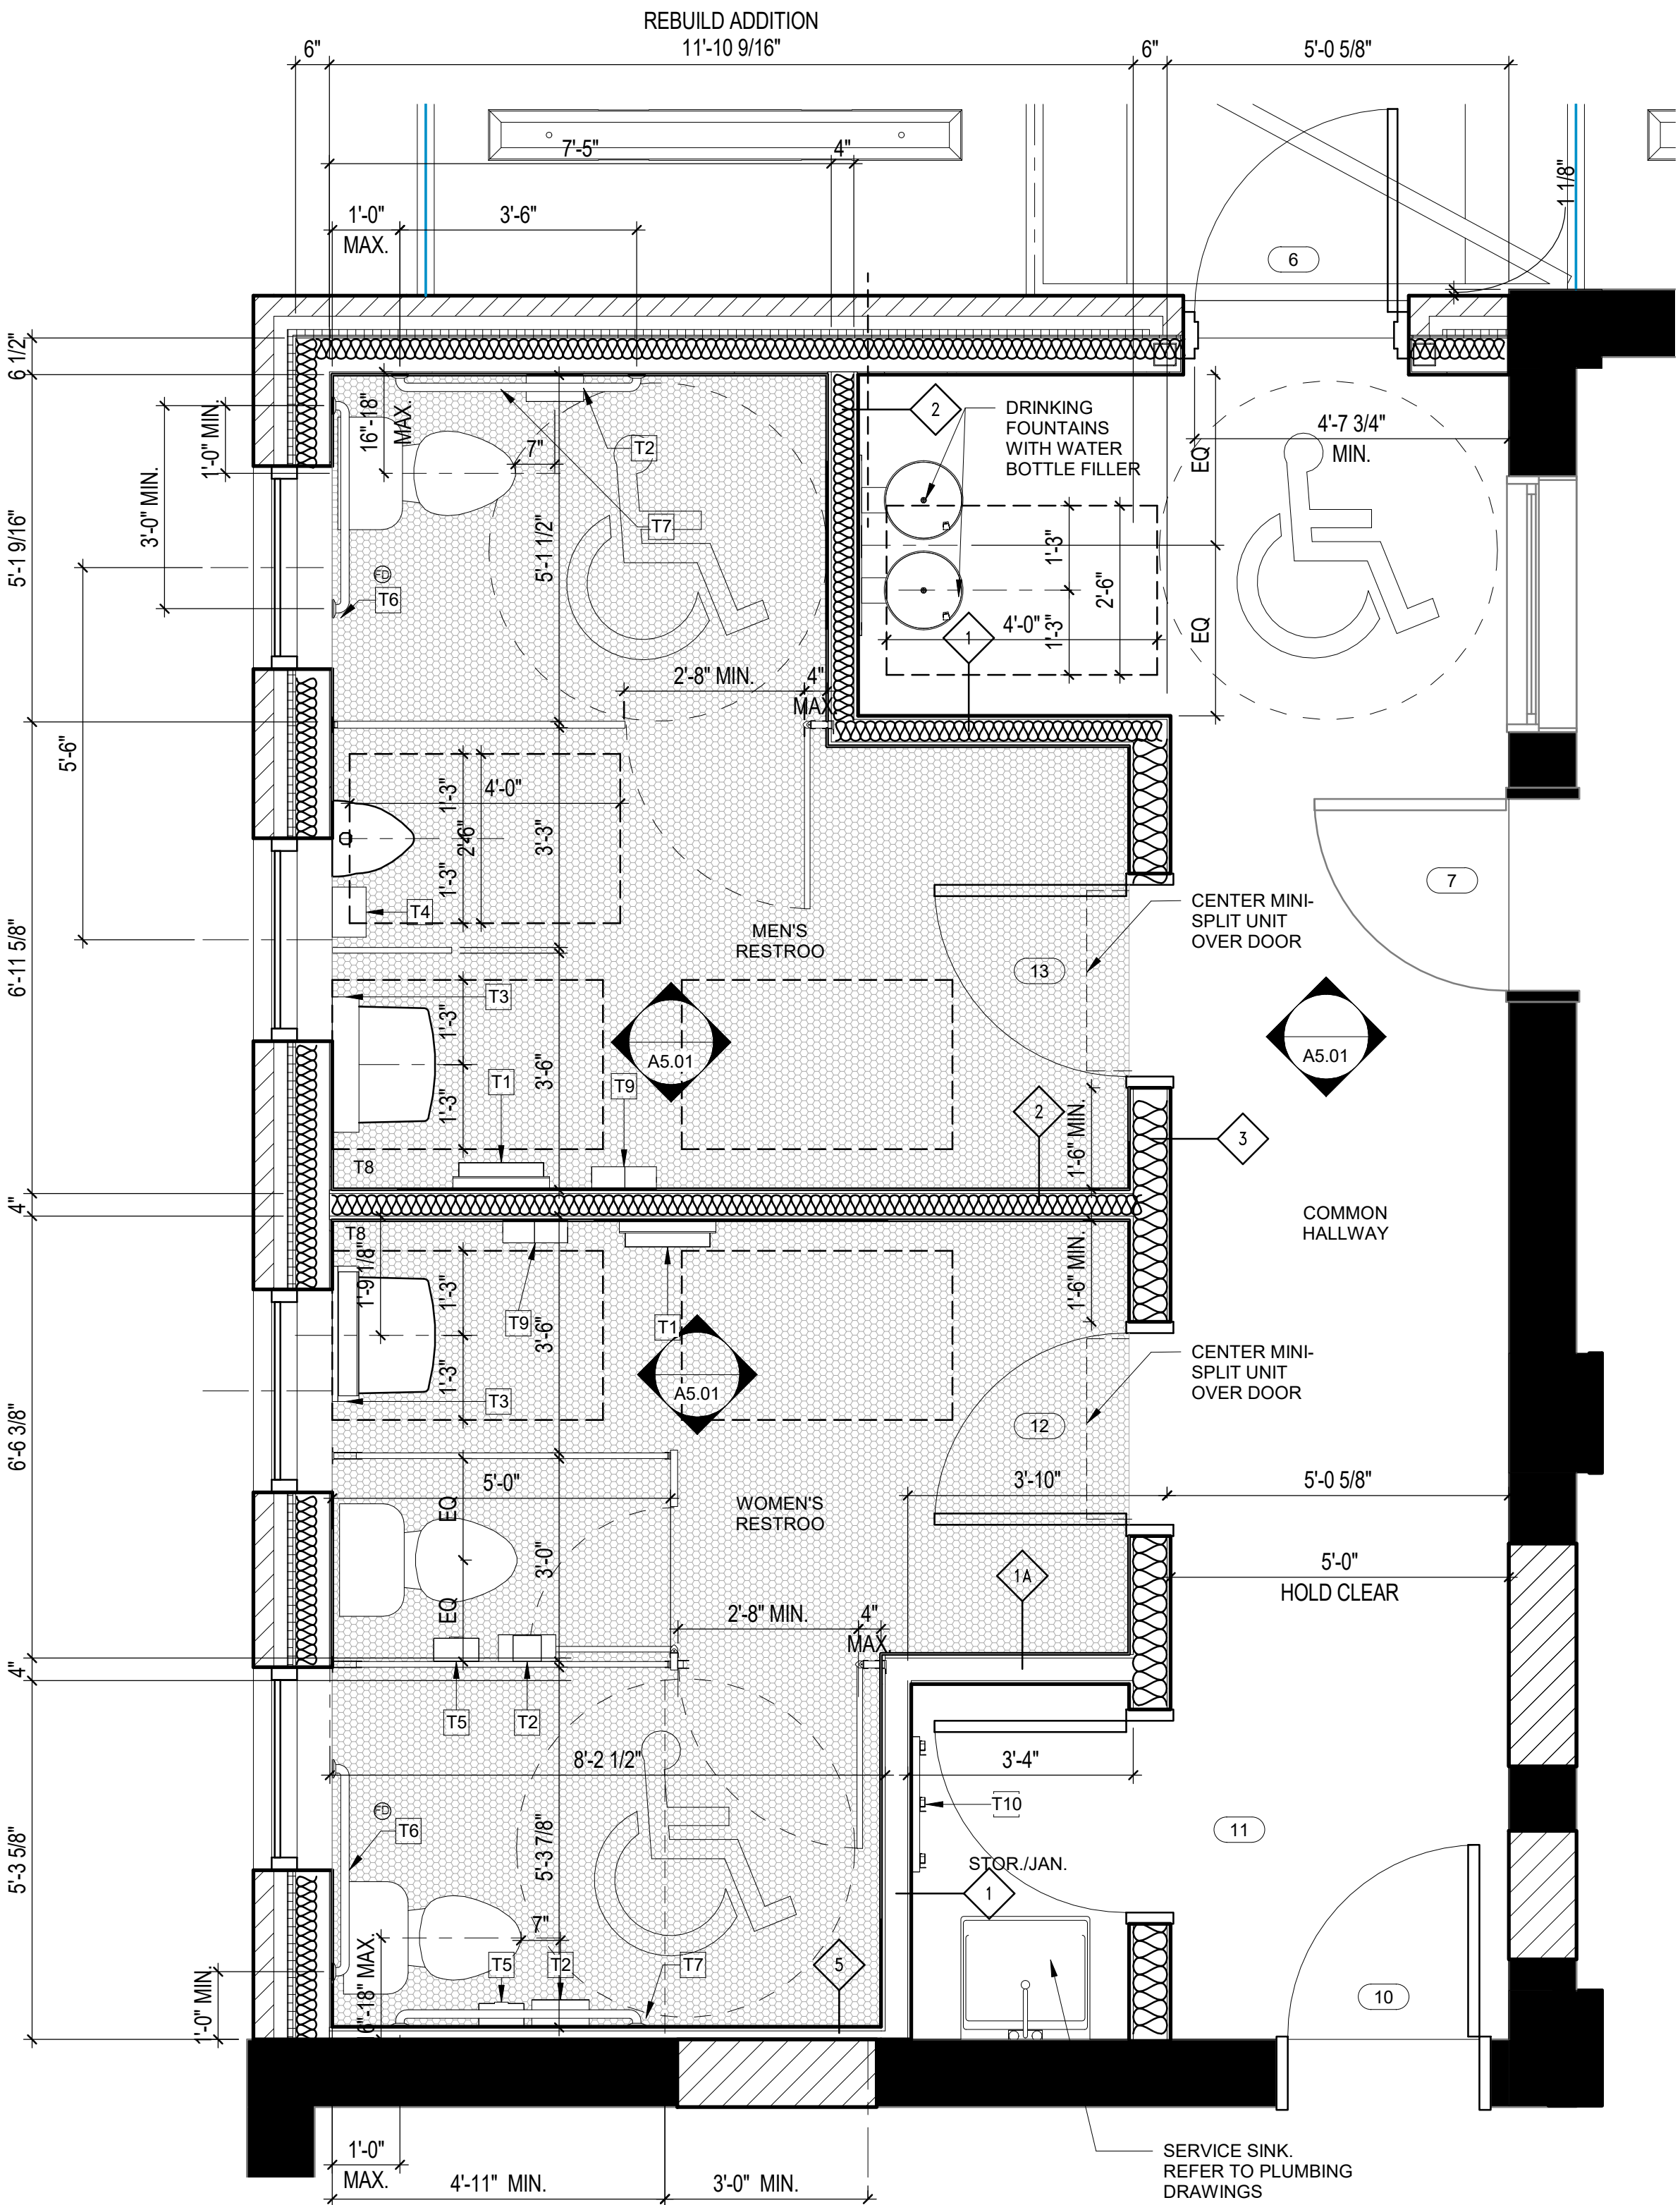 REBUILD ADDITION
6" 11'-10 9/16" 6" 5'-0 5/8"
7'-5" 4"
1 1/8"
1'-0" 3'-6"
MAX.
6
6 1/2"
1'-0" MIN.
16"-18"
MAX.
2
DRINKING
FOUNTAINS
WITH WATER
BOTTLE FILLER
4'-7 3/4"
MIN.
EQ
7"
T2
3'-0" MIN.
5'-1 9/16"
5'-1 1/2"
T7
1'-3"
2'-6"
FD
T6
4'-0"
1'-3"
1
EQ
2'-8" MIN. 4"
MAX.
5'-6"
4'-0"
1'-3"
2'-6"
3'-3"
1'-3"
7
T4
MEN'S
RESTROO
CENTER MINI-
SPLIT UNIT
OVER DOOR
6'-11 5/8"
13
T3
1'-3"
A5.01
A5.01
3'-6"
T1
T9
1'-3"
2
1'-6" MIN.
3
T8
4"
COMMON
HALLWAY
T8
1'-9 1/8"
1'-3"
1'-6" MIN.
T9
3'-6"
T1
CENTER MINI-
SPLIT UNIT
OVER DOOR
1'-3"
A5.01
T3
12
6'-6 3/8"
5'-0"
3'-10" 5'-0 5/8"
EQ
WOMEN'S
RESTROO
3'-0"
1A
5'-0"
HOLD CLEAR
EQ
2'-8" MIN. 4"
MAX.
4"
T5
T2
8'-2 1/2" 3'-4"
T10
FD
T6
11
5'-3 5/8"
5'-3 7/8"
STOR./JAN.
1
7"
T5
T2
T7
5
10
1'-0" MIN.
6"-18" MAX.
1'-0"
MAX.
4'-11" MIN. 3'-0" MIN.
SERVICE SINK.
REFER TO PLUMBING
DRAWINGS